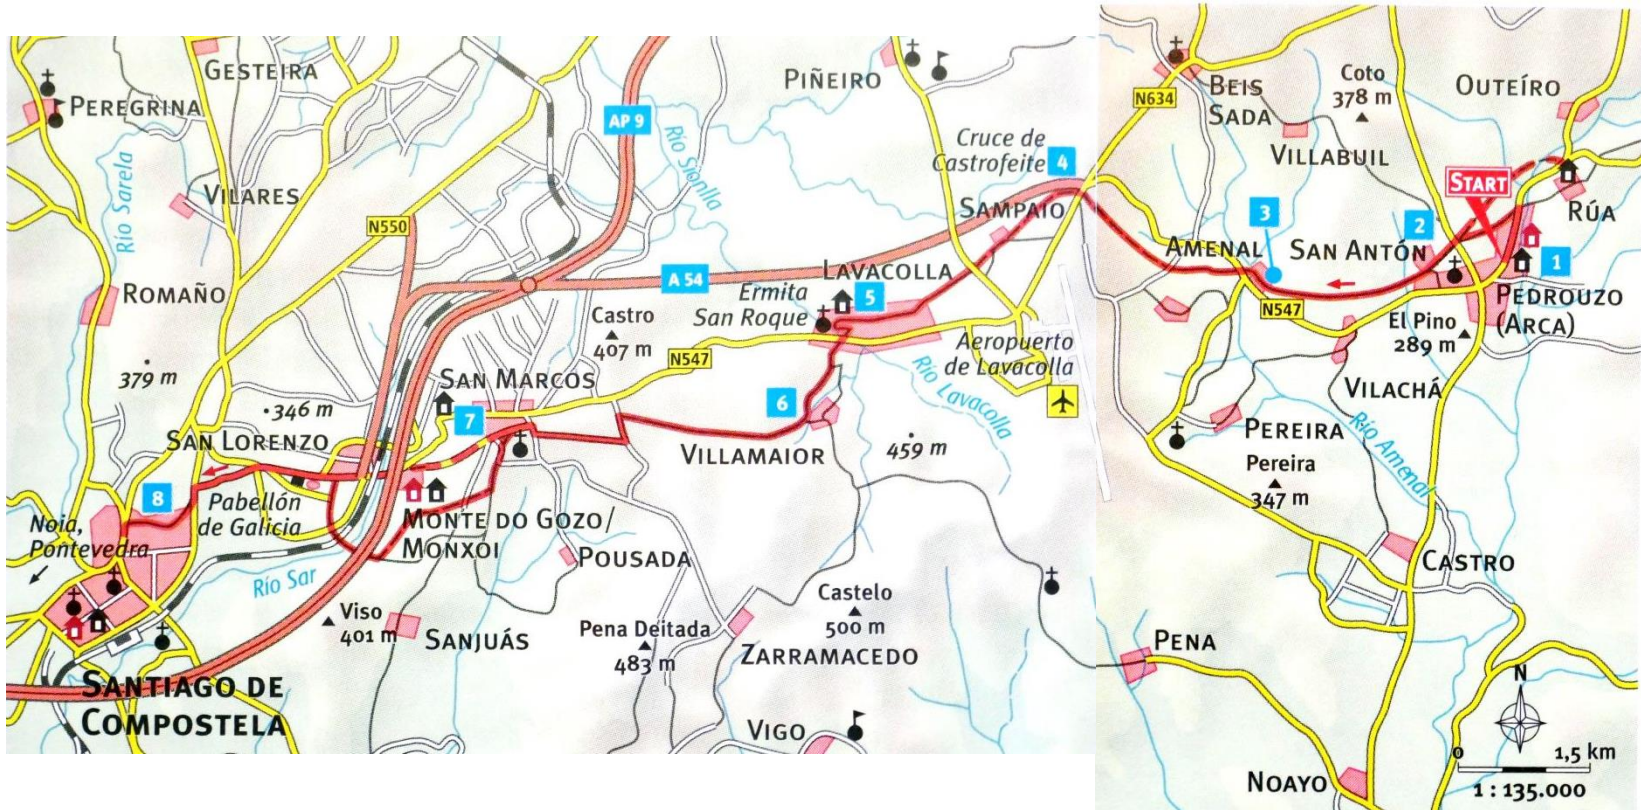 GESTEIRA
PEREGRINA
Río Sarela
VILARES
ROMAÑO
379 m
346 m
N550
AP 9
Río Sionlla
PIÑEIRO
Cruce de
Castrofeite
4
SAMPAIO
A 54
LAVACOLLA
Ermita
San Roque
5
Castro
407 m
N547
Aeropuerto
de Lavacolla
Río Lavacolla
SAN MARCOS
7
6
VILLAMAIOR
459 m
SAN LORENZO
8
Pabellón
de Galicia
Noia,
Pontevedra
MONTE DO GOZO/
MONXOI
POUSADA
Río Sar
Viso
401 m
SANJUÁS
Pena Deitada
483 m
Castelo
500 m
ZARRAMACEDO
VIGO
SANTIAGO DE
COMPOSTELA
N634
BEIS
SADA
Coto
378 m
OUTEÍRO
VILLABUIL
START
RÚA
3
2
1
AMENAL
SAN ANTÓN
N547
PEDROUZO
(ARCA)
El Pino
289 m
VILACHÁ
PEREIRA
Pereira
347 m
Río Amenal
CASTRO
PENA
NOAYO
N
0
1,5 km
1 : 135.000